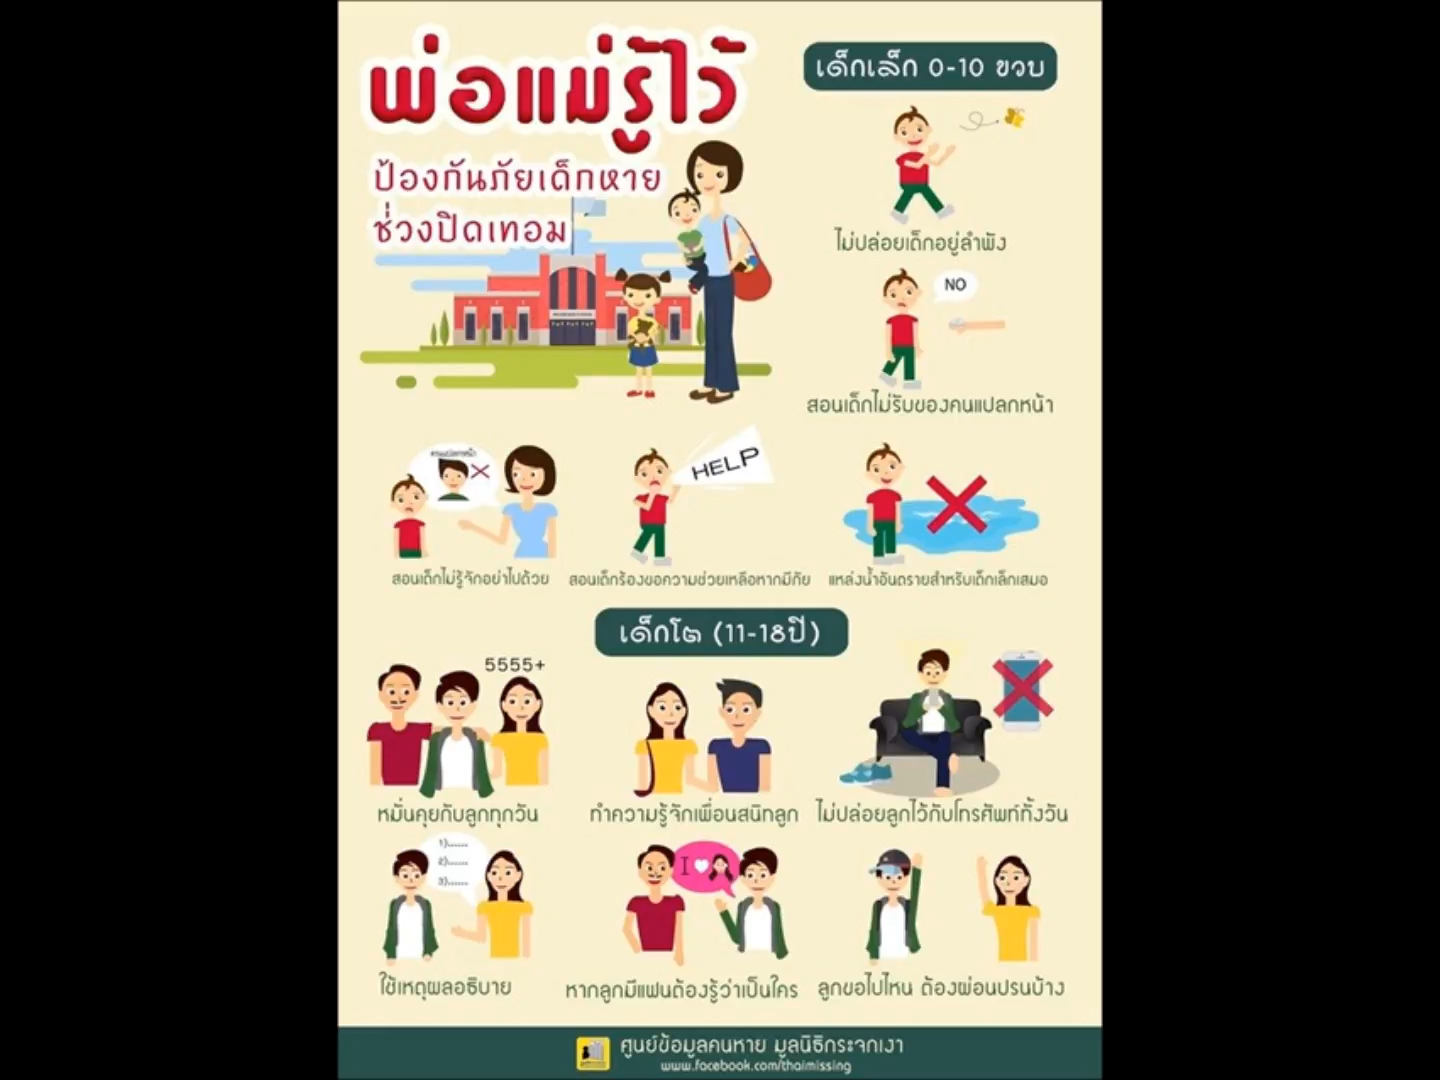 พ่อแม่รู้ไว้
ป้องกันภัยเด็กหาย
ช่วงปิดเทอม
เด็กเล็ก 0-10 ขวบ
ไม่ปล่อยเด็กอยู่ลำพัง
NO
สอนเด็กไม่รับของคนแปลกหน้า
สอนเด็กไม่รู้จักอย่าไปด้วย
HELP
สอนเด็กร้องขอความช่วยเหลือหากมีภัย
แหล่งน้ำอันตรายสำหรับเด็กเล็กเสมอ
เด็กโต (11-18ปี)
5555+
หมั่นคุยกับลูกทุกวัน
ทำความรู้จักเพื่อนสนิทลูก
ไม่ปล่อยลูกไว้กับโทรศัพท์ทั้งวัน
1)......
2)......
3)......
ใช้เหตุผลอธิบาย
I
หากลูกมีแฟนต้องรู้ว่าเป็นใคร
ลูกขอไปไหน ต้องผ่อนปรนบ้าง
ศูนย์ข้อมูลคนหาย มูลนิธิกระจกเงา
www.facebook.com/thaimissing